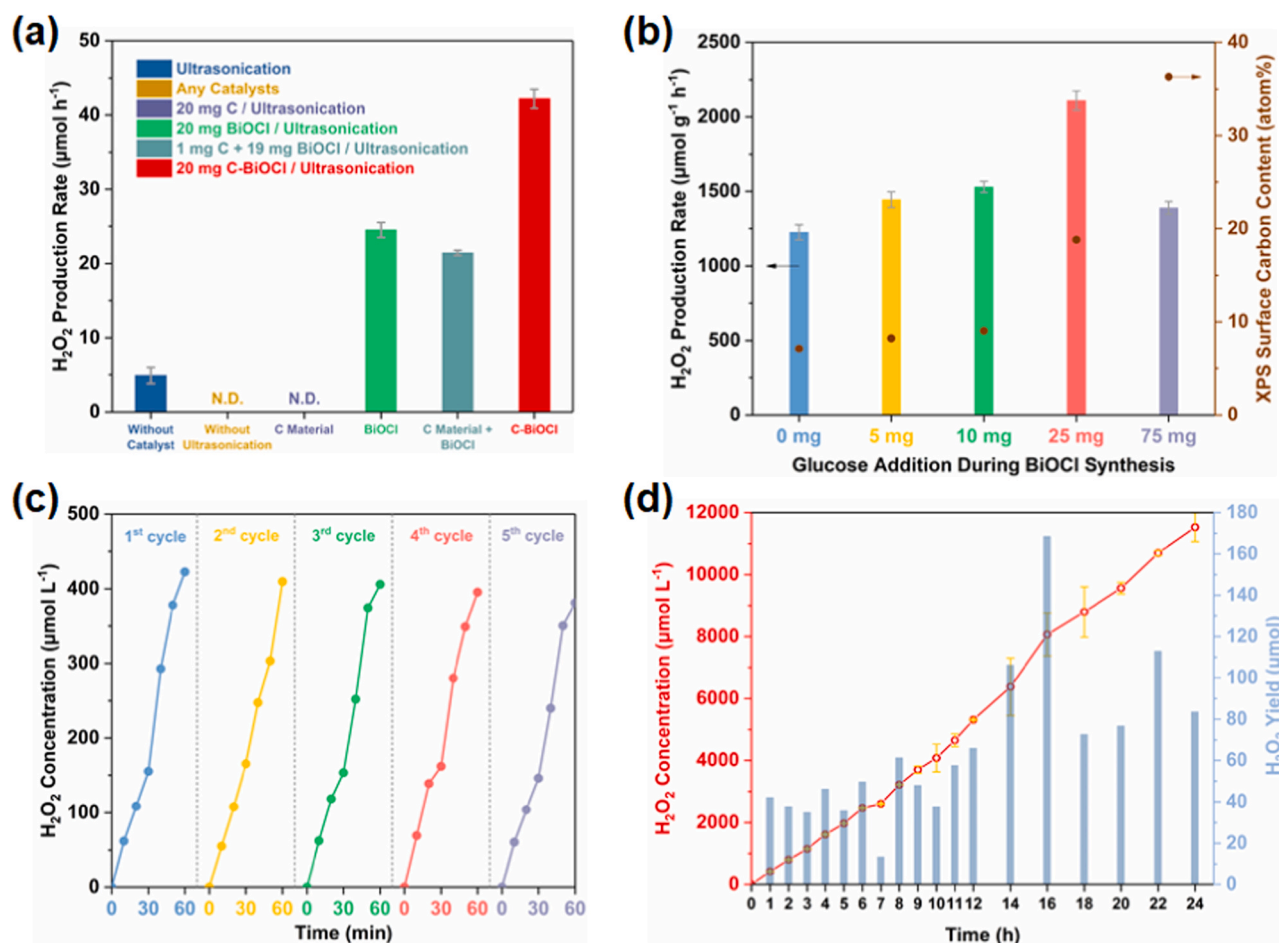 (a)
50
40
30
20
10
0
H₂O₂ Production Rate (μmol h⁻¹)
Ultrasonication
Any Catalysts
20 mg C / Ultrasonication
20 mg BiOCl / Ultrasonication
1 mg C + 19 mg BiOCl / Ultrasonication
20 mg C-BiOCl / Ultrasonication
N.D.
N.D.
Without
Catalyst
Without
Ultrasonication
C Material
BiOCl
C Material +
BiOCl
C-BiOCl
(b)
2500
2000
1500
1000
500
0
H₂O₂ Production Rate (μmol g⁻¹ h⁻¹)
40
30
20
10
0
XPS Surface Carbon Content (atom%)
0 mg
5 mg
10 mg
25 mg
75 mg
Glucose Addition During BiOCl Synthesis
(c)
500
400
300
200
100
0
H₂O₂ Concentration (μmol L⁻¹)
1ˢᵗ cycle
2ⁿᵈ cycle
3ʳᵈ cycle
4ᵗʰ cycle
5ᵗʰ cycle
0 30 60
0 30 60
0 30 60
0 30 60
0 30 60
Time (min)
(d)
12000
10000
8000
6000
4000
2000
0
H₂O₂ Concentration (μmol L⁻¹)
180
160
140
120
100
80
60
40
20
0
H₂O₂ Yield (μmol)
0 1 2 3 4 5 6 7 8 9 10 11 12 14 16 18 20 22 24
Time (h)